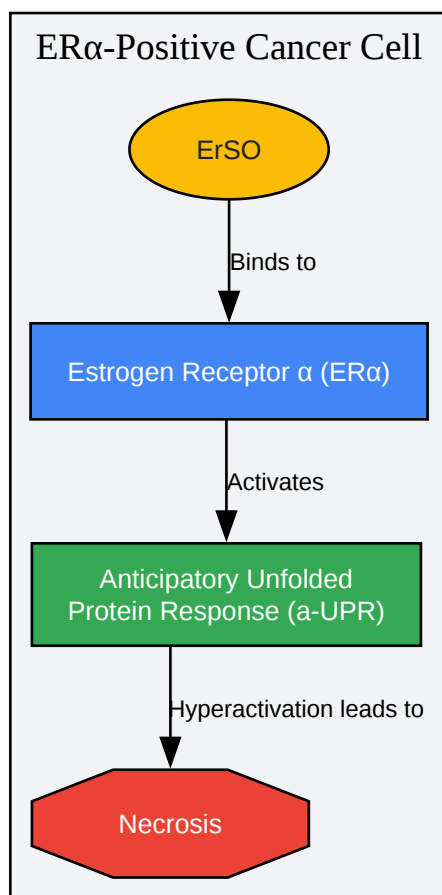 ERα-Positive Cancer Cell
ErSO
Binds to
Estrogen Receptor α (ERα)
Activates
Anticipatory Unfolded
Protein Response (a-UPR)
Hyperactivation leads to
Necrosis